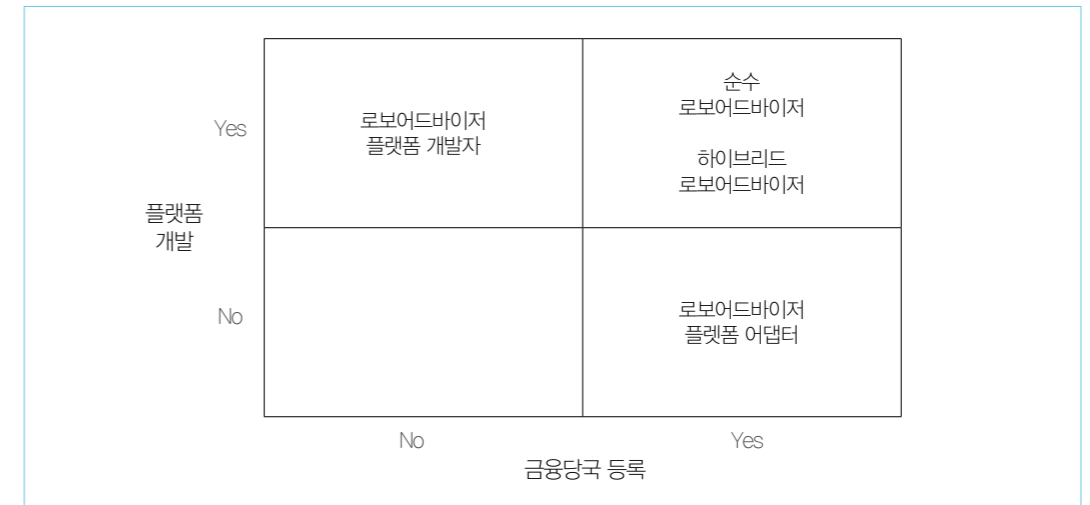 순수
로보어드바이저
Yes
로보어드바이저
플랫폼 개발자
하이브리드
로보어드바이저
플랫폼
개발
No
로보어드바이저
플렛폼 어댑터
No
Yes
금융당국 등록